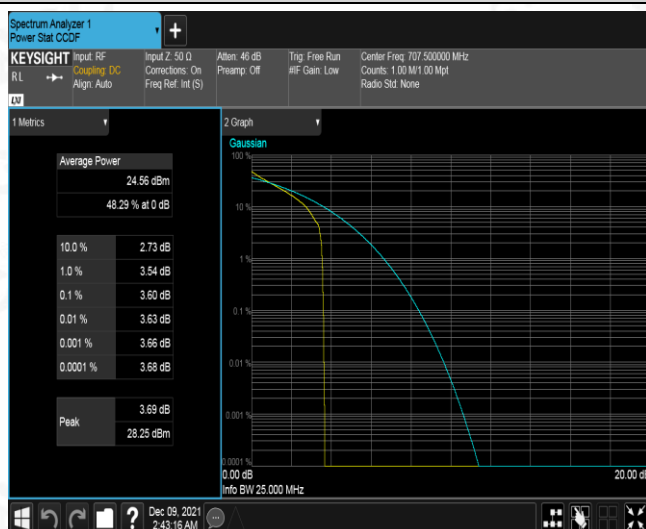 Spectrum Analyzer 1
Power Stat CCDF
+
KEYSIGHT Input: RF Input Z: 50 Ω Atten: 46 dB Trig: Free Run Center Freq: 707.500000 MHz
RL Coupling: DC Corrections: On Preamp: Off #IF Gain: Low Counts: 1.00 M/1.00 Mpt
Align: Auto Freq Ref: Int (S) Radio Std: None
LXI
1 Metrics
Average Power
24.56 dBm
48.29 % at 0 dB
10.0 % 2.73 dB
1.0 % 3.54 dB
0.1 % 3.60 dB
0.01 % 3.63 dB
0.001 % 3.66 dB
0.0001 % 3.68 dB
Peak 3.69 dB
28.25 dBm
2 Graph
Gaussian
100 %
10 %
1 %
0.1 %
0.01 %
0.001 %
0.0001 %
0.00 dB 20.00 dB
Info BW 25.000 MHz
? Dec 09, 2021
2:43:16 AM